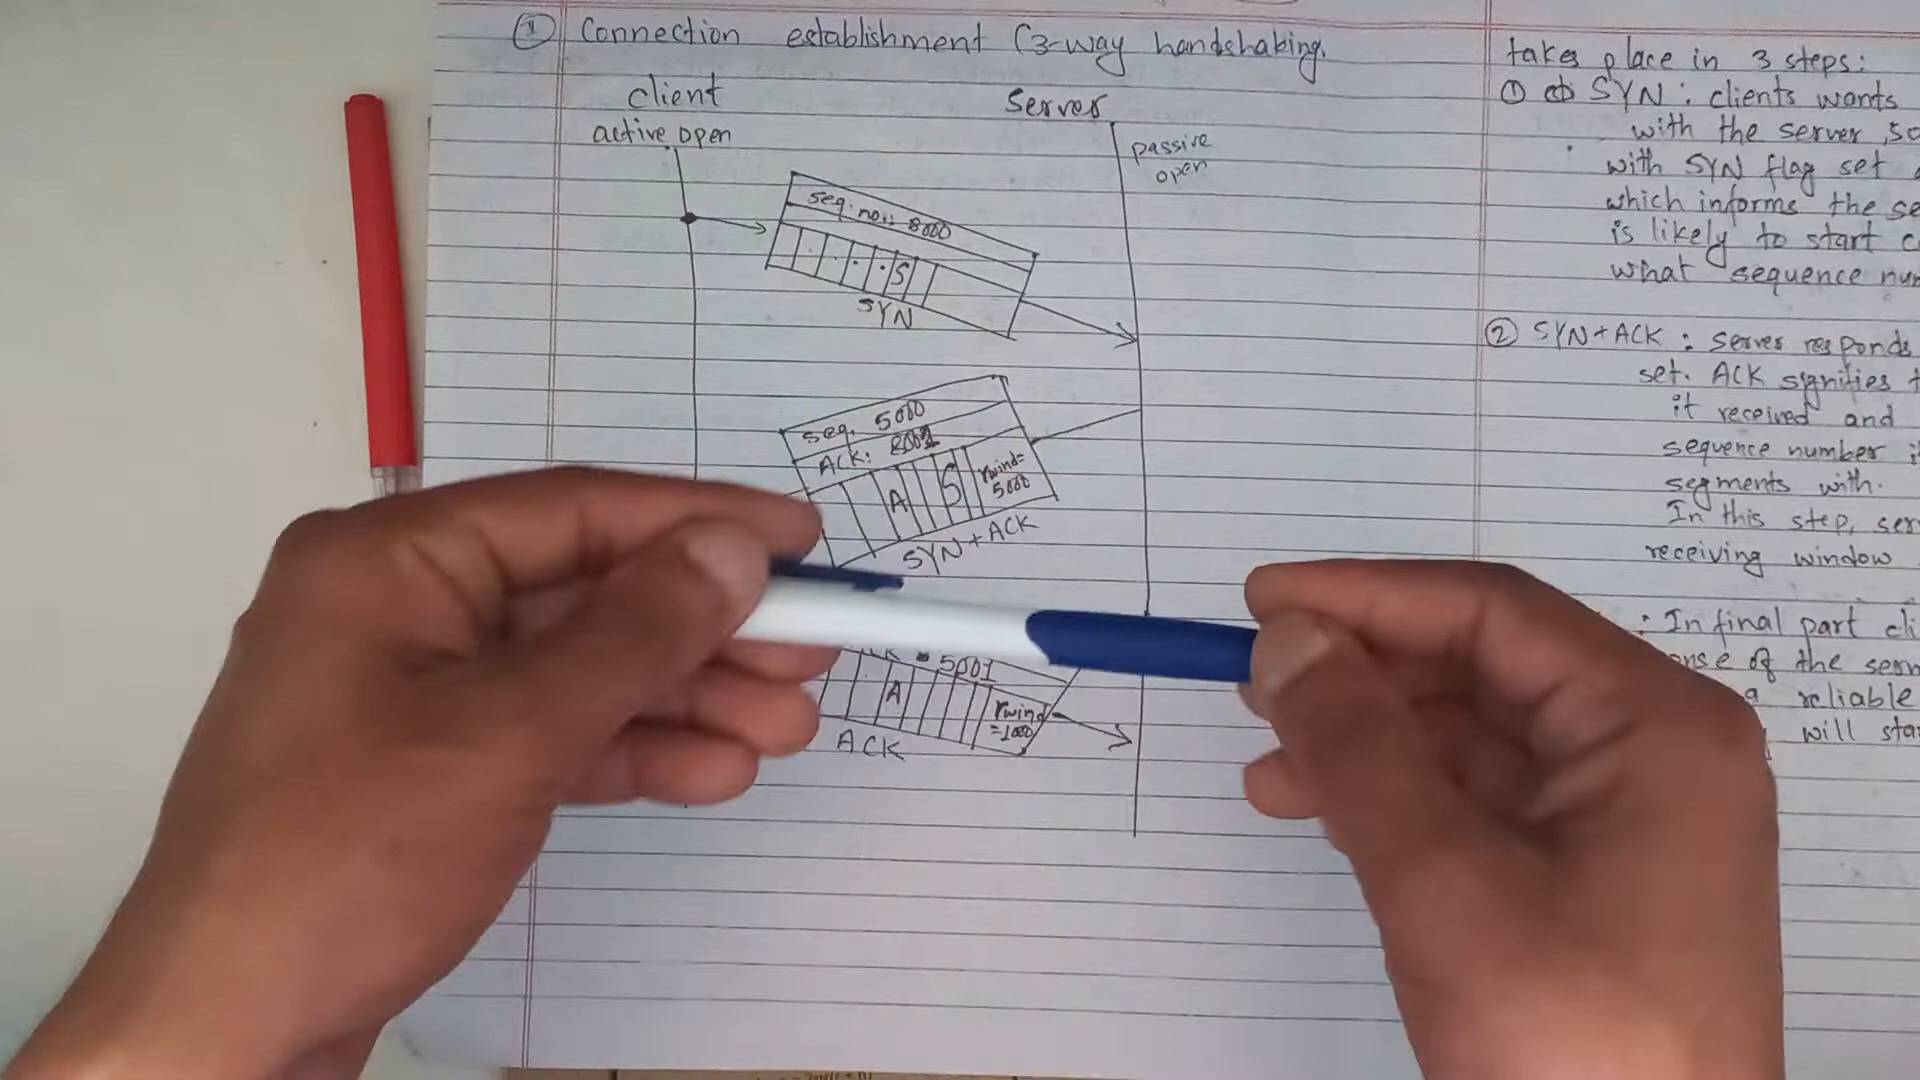 ① Connection establishment (3-way handshaking.
client
active open
Server
passive
open
seq. no.: 8000
S
SYN
seq. 5000
ACK: 8001
A S rwind=
5000
SYN+ACK
5001
A rwind
=1000
ACK
takes place in 3 steps:
① SYN: clients wants
with the server, so
with SYN flag set
which informs the se
is likely to start c
what sequence num
② SYN+ACK: server responds
set. ACK signifies t
it received and
sequence number i
segments with.
In this step, ser
receiving window
: In final part cli
onse of the serv
a reliable
will sta